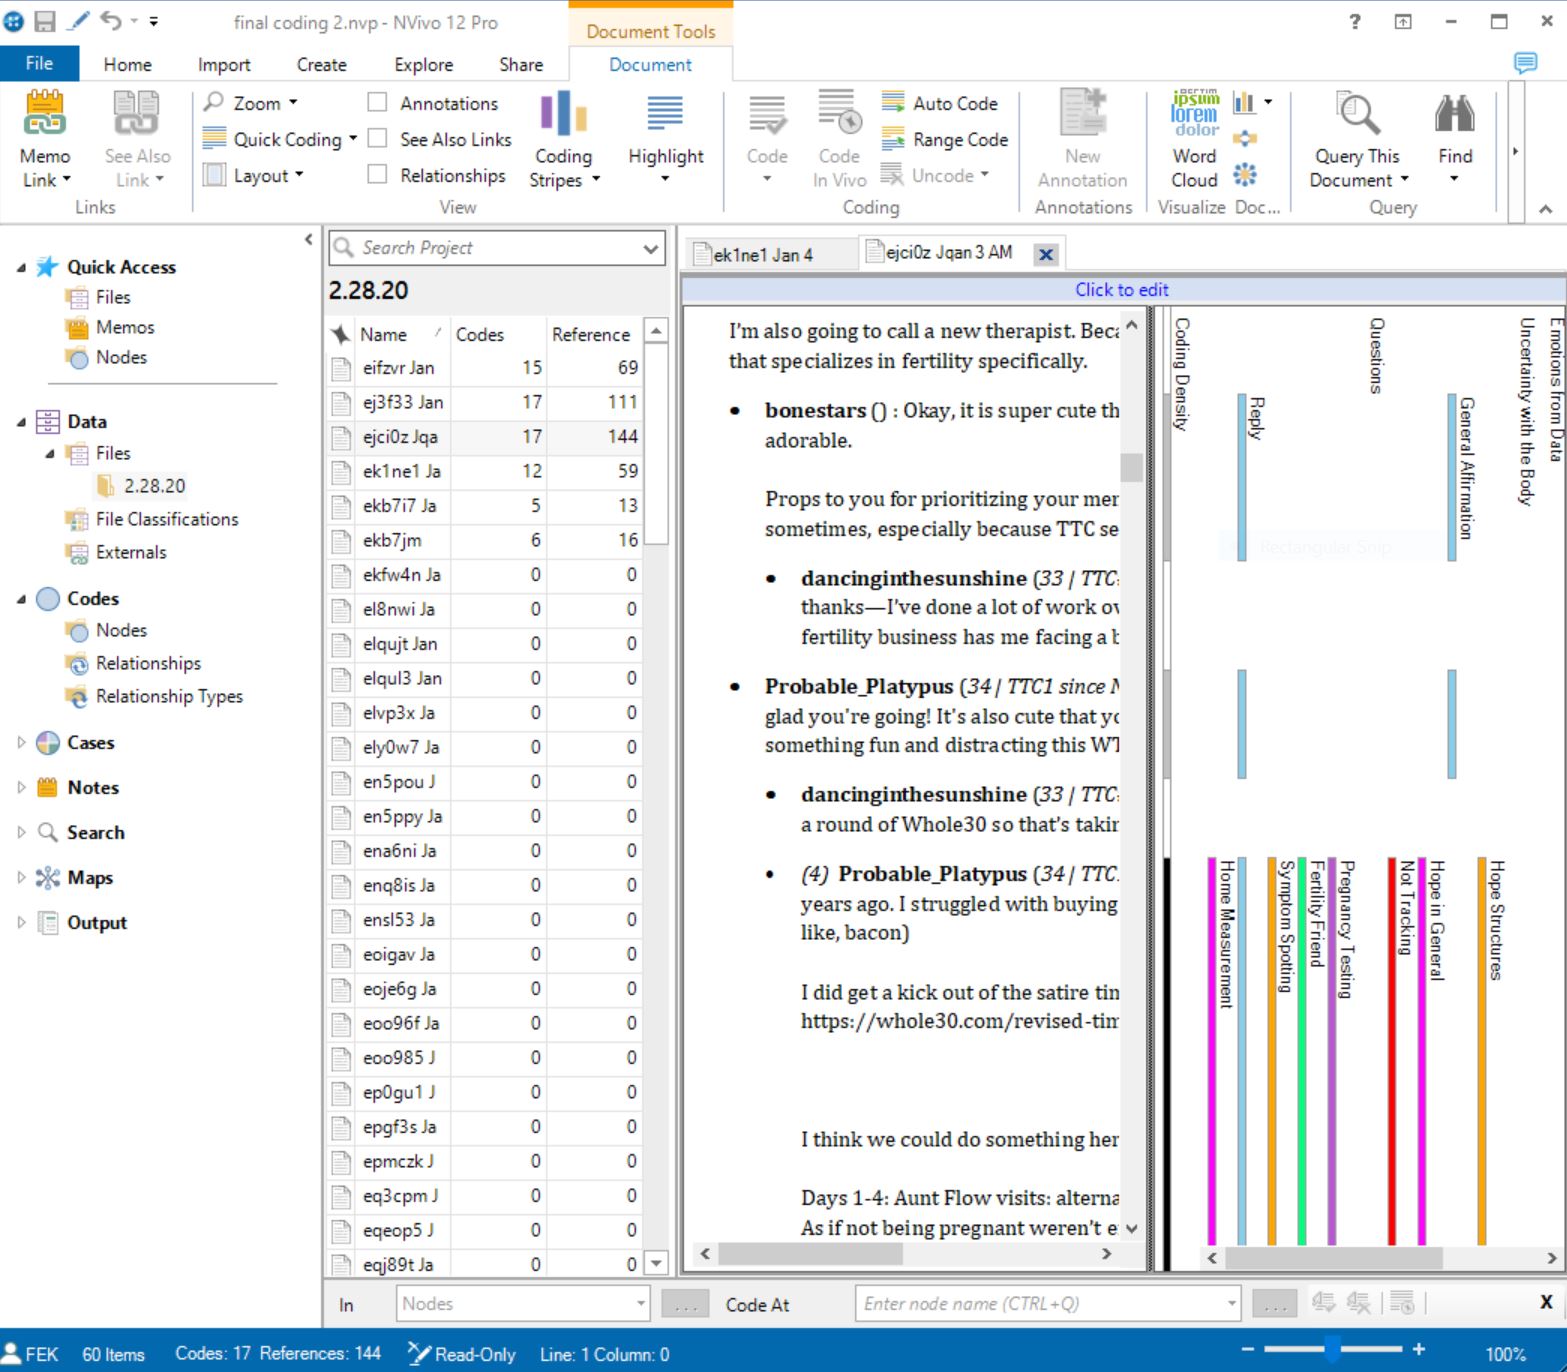 final coding 2.nvp - NVivo 12 Pro
Document Tools
?
File Home Import Create Explore Share Document
Memo Link
See Also Link
Links
Zoom
Quick Coding
Layout
Annotations
See Also Links
Relationships
Coding Stripes
Highlight
View
Code
Code In Vivo
Auto Code
Range Code
Uncode
Coding
New Annotation
Annotations
Word Cloud
Visualize
Doc...
Query This Document
Find
Query
Quick Access
Files
Memos
Nodes
Data
Files
2.28.20
File Classifications
Externals
Codes
Nodes
Relationships
Relationship Types
Cases
Notes
Search
Maps
Output
Search Project
2.28.20
Name Codes Reference
eifzvr Jan 15 69
ej3f33 Jan 17 111
ejci0z Jqa 17 144
ek1ne1 Ja 12 59
ekb7i7 Ja 5 13
ekb7jm 6 16
ekfw4n Ja 0 0
el8nwi Ja 0 0
elqujt Jan 0 0
elqul3 Jan 0 0
elvp3x Ja 0 0
ely0w7 Ja 0 0
en5pou J 0 0
en5ppy Ja 0 0
ena6ni Ja 0 0
enq8is Ja 0 0
ensl53 Ja 0 0
eoigav Ja 0 0
eoje6g Ja 0 0
eoo96f Ja 0 0
eoo985 J 0 0
ep0gu1 J 0 0
epgf3s Ja 0 0
epmczk J 0 0
eq3cpm J 0 0
eqeop5 J 0 0
eqj89t Ja 0 0
ek1ne1 Jan 4
ejci0z Jqan 3 AM
Click to edit
I'm also going to call a new therapist. Beca
that specializes in fertility specifically.
• bonestars () : Okay, it is super cute th
adorable.
Props to you for prioritizing your mer
sometimes, especially because TTC se
• dancinginthesunshine (33 | TTC
thanks—I've done a lot of work ov
fertility business has me facing a b
• Probable_Platypus (34 | TTC1 since N
glad you're going! It's also cute that yo
something fun and distracting this WT
• dancinginthesunshine (33 | TTC
a round of Whole30 so that's takin
• (4) Probable_Platypus (34 | TTC
years ago. I struggled with buying
like, bacon)
I did get a kick out of the satire tim
https://whole30.com/revised-tim
I think we could do something her
Days 1-4: Aunt Flow visits: alterna
As if not being pregnant weren't e
Coding Density
Reply
Questions
General Affirmation
Uncertainty with the Body
Emotions from Data
Rectangular Snip
Home Measurement
Symptom Spotting
Fertility Friend
Pregnancy Testing
Not Tracking
Hope in General
Hope Structures
In Nodes ... Code At Enter node name (CTRL+Q) ... X
FEK 60 Items Codes: 17 References: 144 Read-Only Line: 1 Column: 0 100%